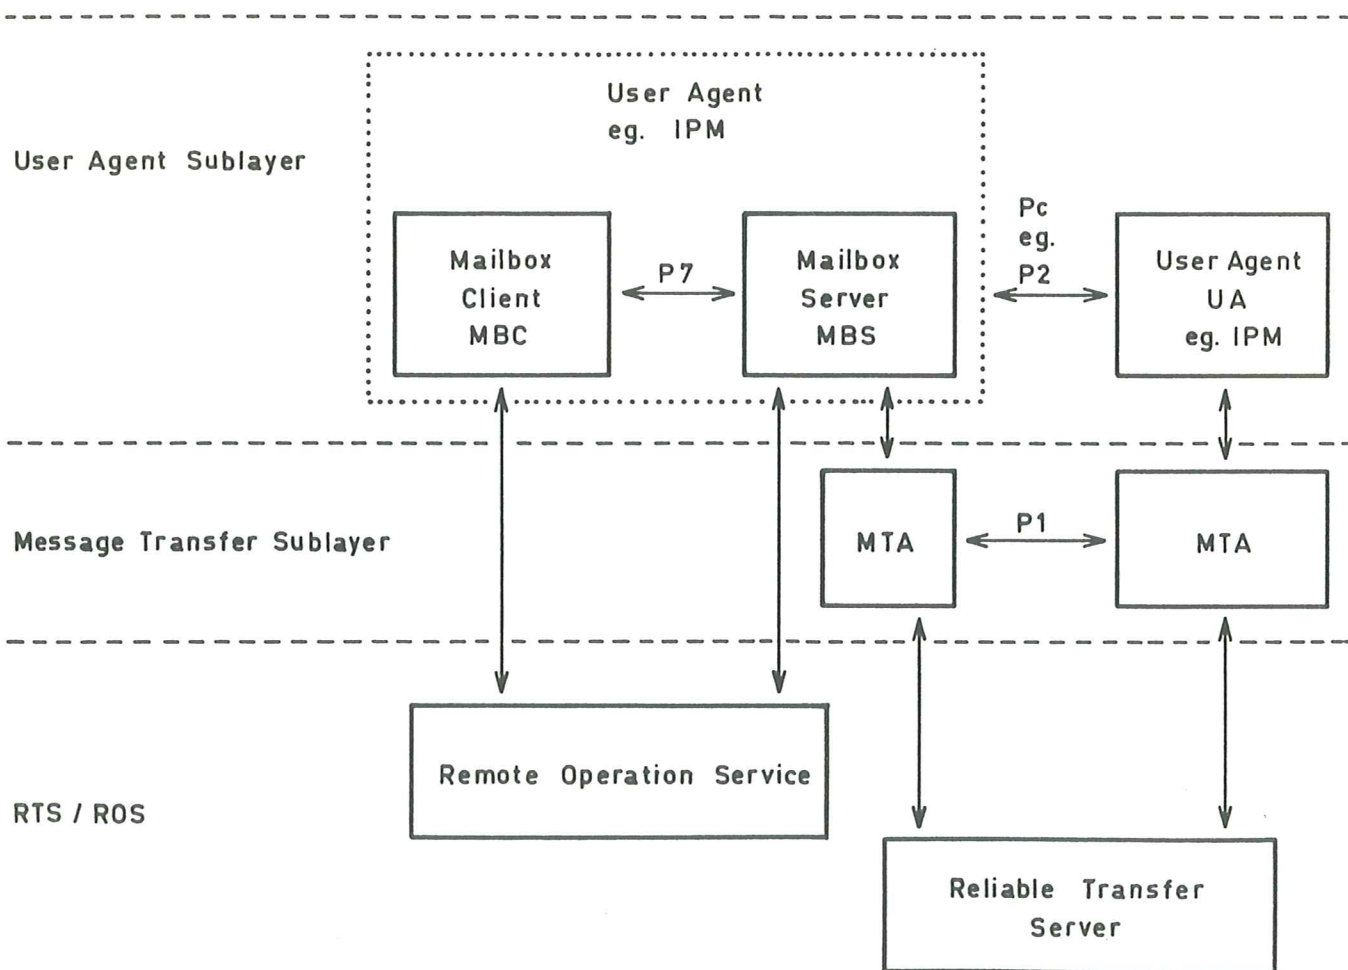 User Agent
eg. IPM
User Agent Sublayer
Mailbox
Client
MBC
P7
Mailbox
Server
MBS
Pc
eg.
P2
User Agent
UA
eg. IPM
Message Transfer Sublayer
MTA
P1
MTA
Remote Operation Service
RTS / ROS
Reliable Transfer
Server